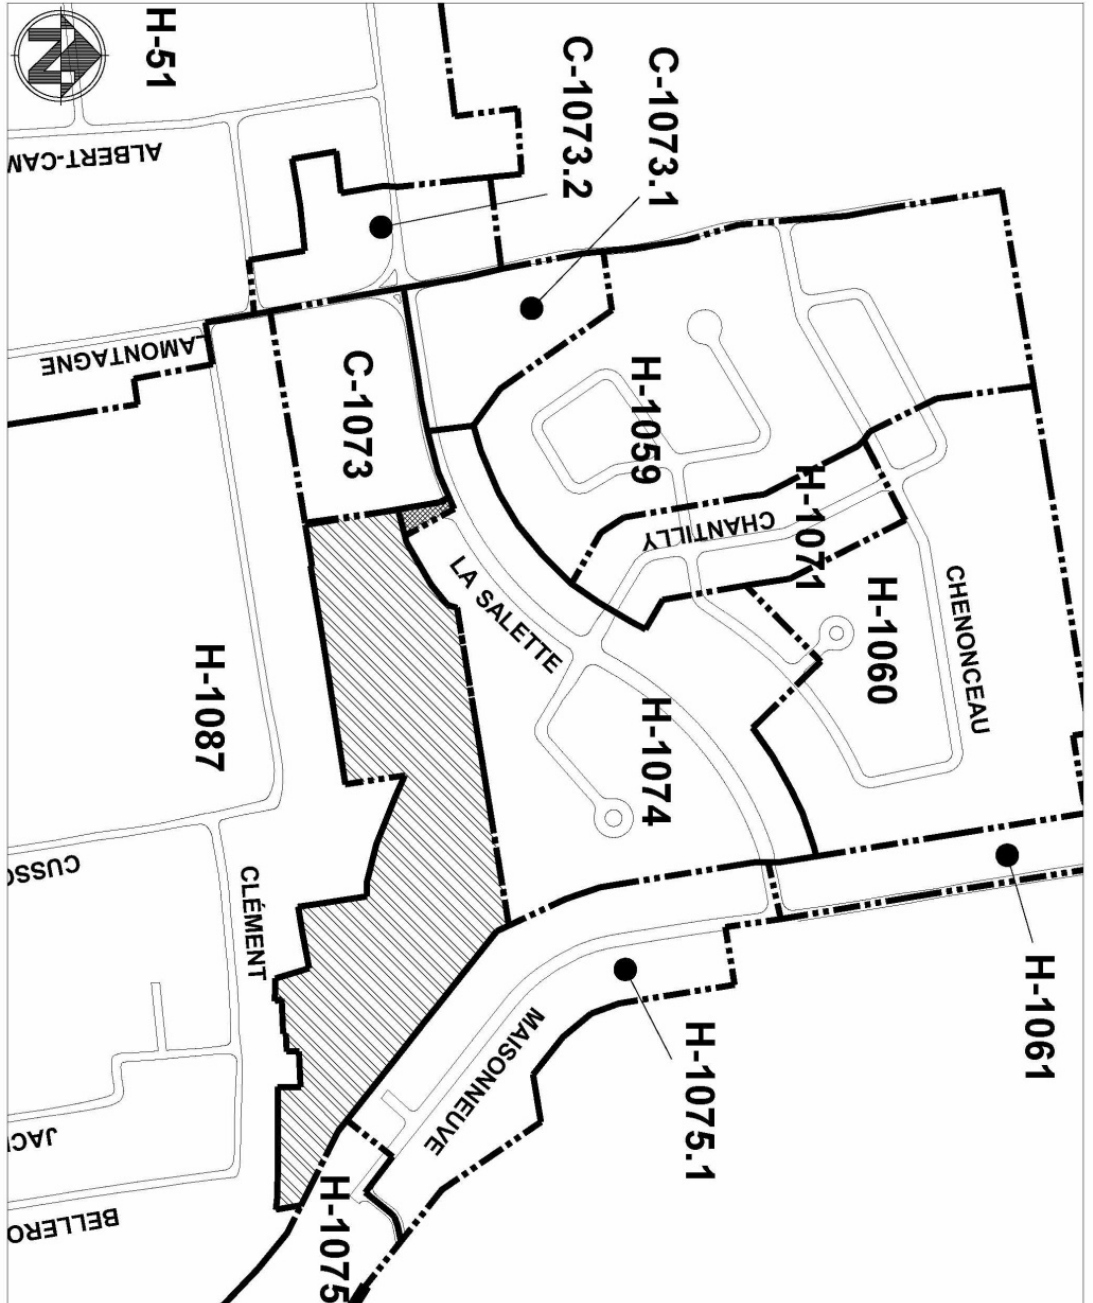 H-51
C-1073.2
C-1073.1
ALBERT-CAM
LAMONTAGNE
C-1073
H-1059
H-1071
CHANTILLY
LA SALETTE
H-1060
CHENONCEAU
H-1087
H-1074
CUSSO
CLÉMENT
H-1061
H-1075.1
MAISONNEUVE
JAC
BELLERO
H-1075
N